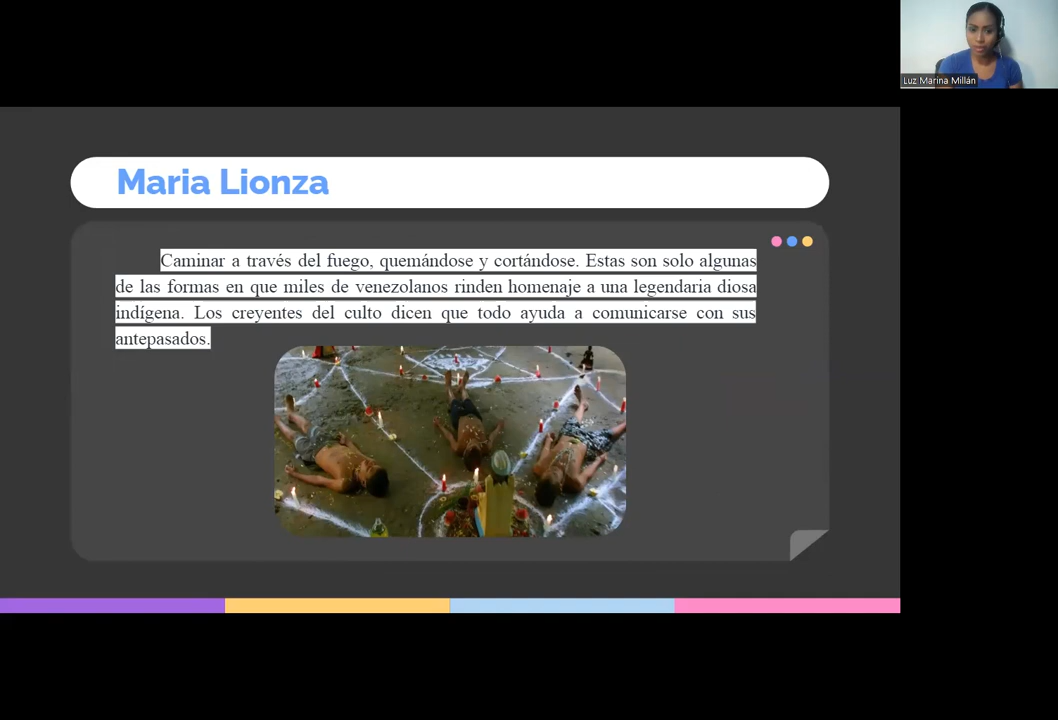 Luz Marina Millán
Maria Lionza
Caminar a través del fuego, quemándose y cortándose. Estas son solo algunas
de las formas en que miles de venezolanos rinden homenaje a una legendaria diosa
indígena. Los creyentes del culto dicen que todo ayuda a comunicarse con sus
antepasados.